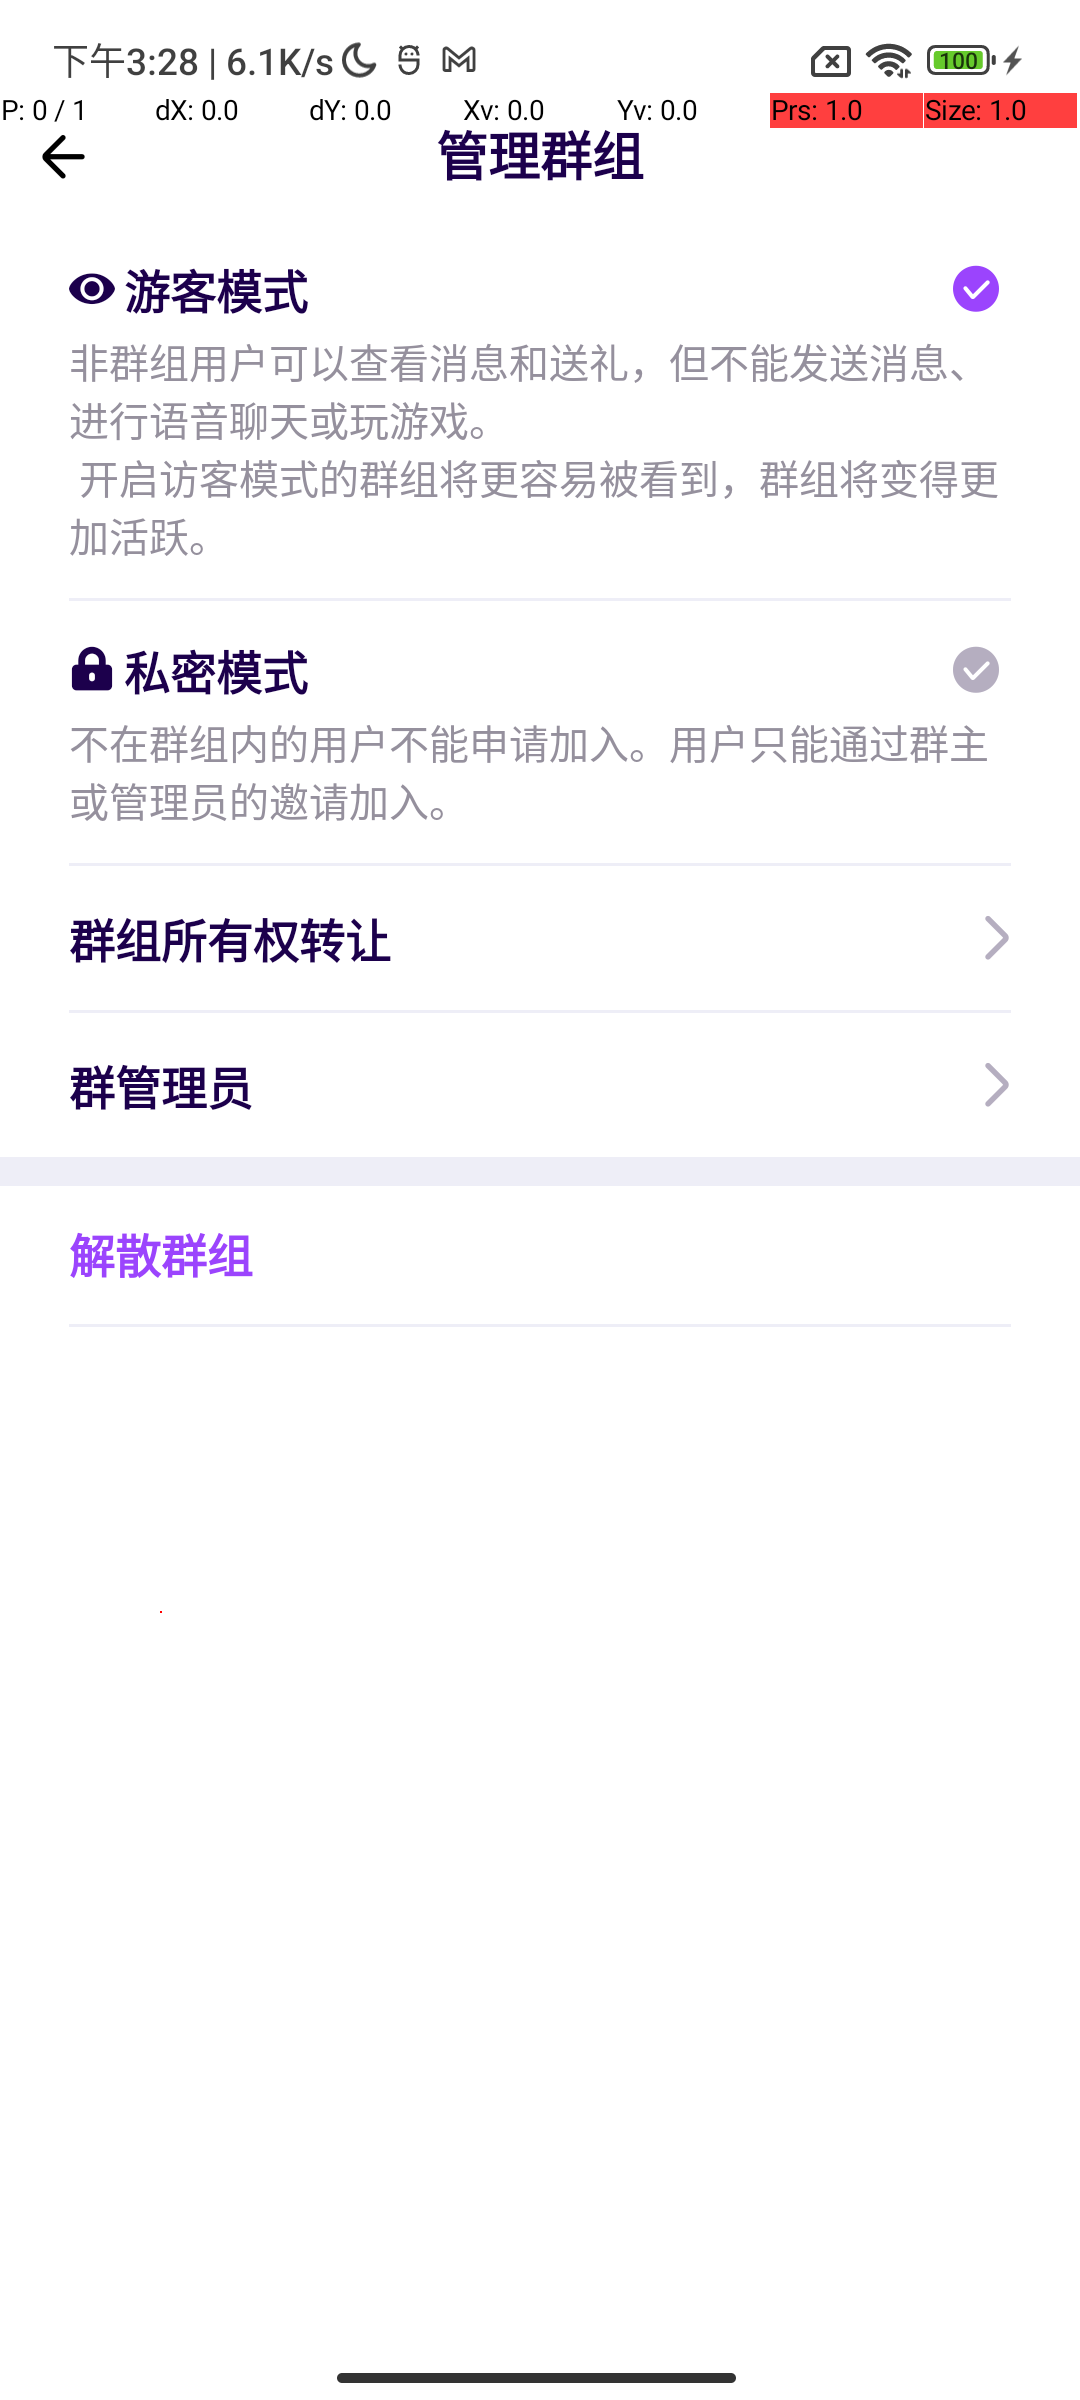 下午3:28 | 6.1K/s
100
P: 0 / 1 dX: 0.0 dY: 0.0 Xv: 0.0 Yv: 0.0 Prs: 1.0 Size: 1.0
管理群组
游客模式
非群组用户可以查看消息和送礼，但不能发送消息、
进行语音聊天或玩游戏。
开启访客模式的群组将更容易被看到，群组将变得更
加活跃。
私密模式
不在群组内的用户不能申请加入。用户只能通过群主
或管理员的邀请加入。
群组所有权转让
群管理员
解散群组